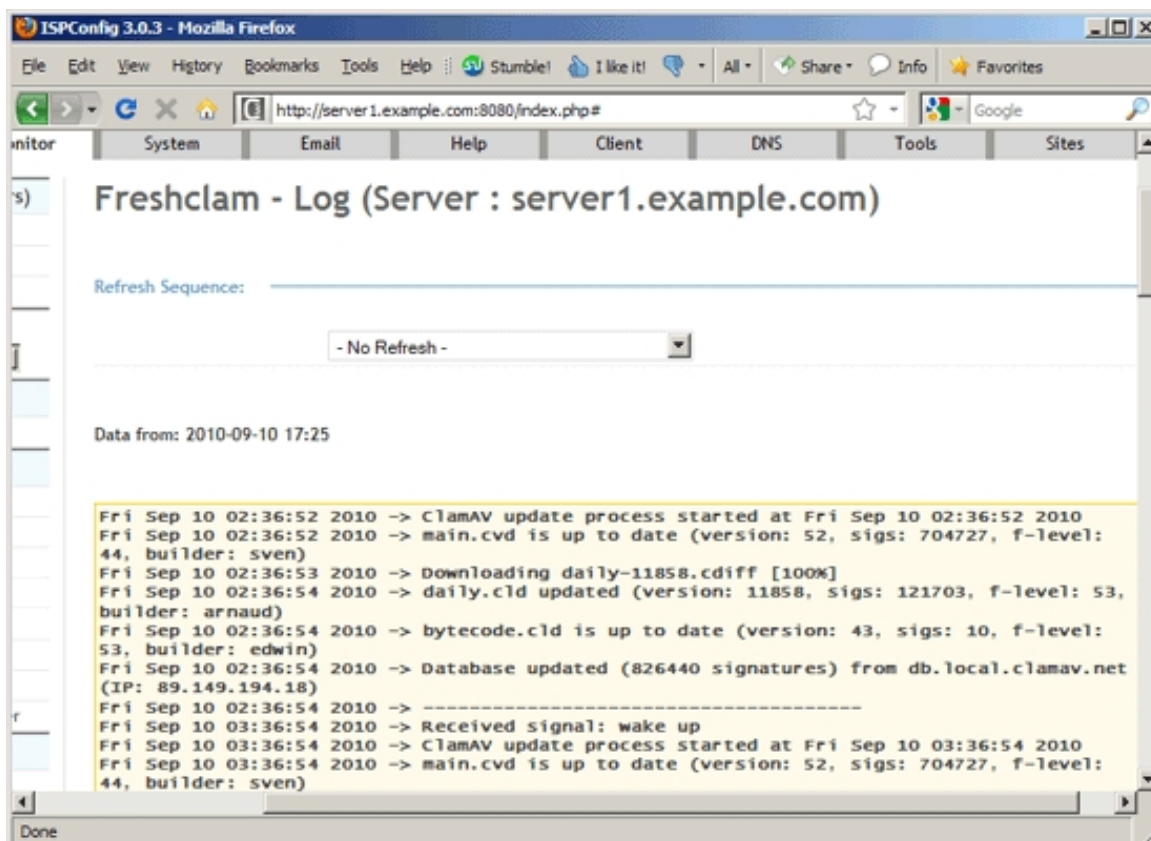 ISPConfig 3.0.3 - Mozilla Firefox
File Edit View History Bookmarks Tools Help Stumble! I like it! All Share Info Favorites
http://server1.example.com:8080/index.php# Google
nitor System Email Help Client DNS Tools Sites
s)
Freshclam - Log (Server : server1.example.com)
Refresh Sequence:
- No Refresh -
Data from: 2010-09-10 17:25
Fri Sep 10 02:36:52 2010 -> ClamAV update process started at Fri Sep 10 02:36:52 2010
Fri Sep 10 02:36:52 2010 -> main.cvd is up to date (version: 52, sigs: 704727, f-level:
44, builder: sven)
Fri Sep 10 02:36:53 2010 -> Downloading daily-11858.cdiff [100%]
Fri Sep 10 02:36:54 2010 -> daily.cld updated (version: 11858, sigs: 121703, f-level: 53,
builder: arnaud)
Fri Sep 10 02:36:54 2010 -> bytecode.cld is up to date (version: 43, sigs: 10, f-level:
53, builder: edwin)
Fri Sep 10 02:36:54 2010 -> Database updated (826440 signatures) from db.local.clamav.net
(IP: 89.149.194.18)
Fri Sep 10 02:36:54 2010 -> --------------------------------------
Fri Sep 10 03:36:54 2010 -> Received signal: wake up
r
Fri Sep 10 03:36:54 2010 -> ClamAV update process started at Fri Sep 10 03:36:54 2010
Fri Sep 10 03:36:54 2010 -> main.cvd is up to date (version: 52, sigs: 704727, f-level:
44, builder: sven)
Done